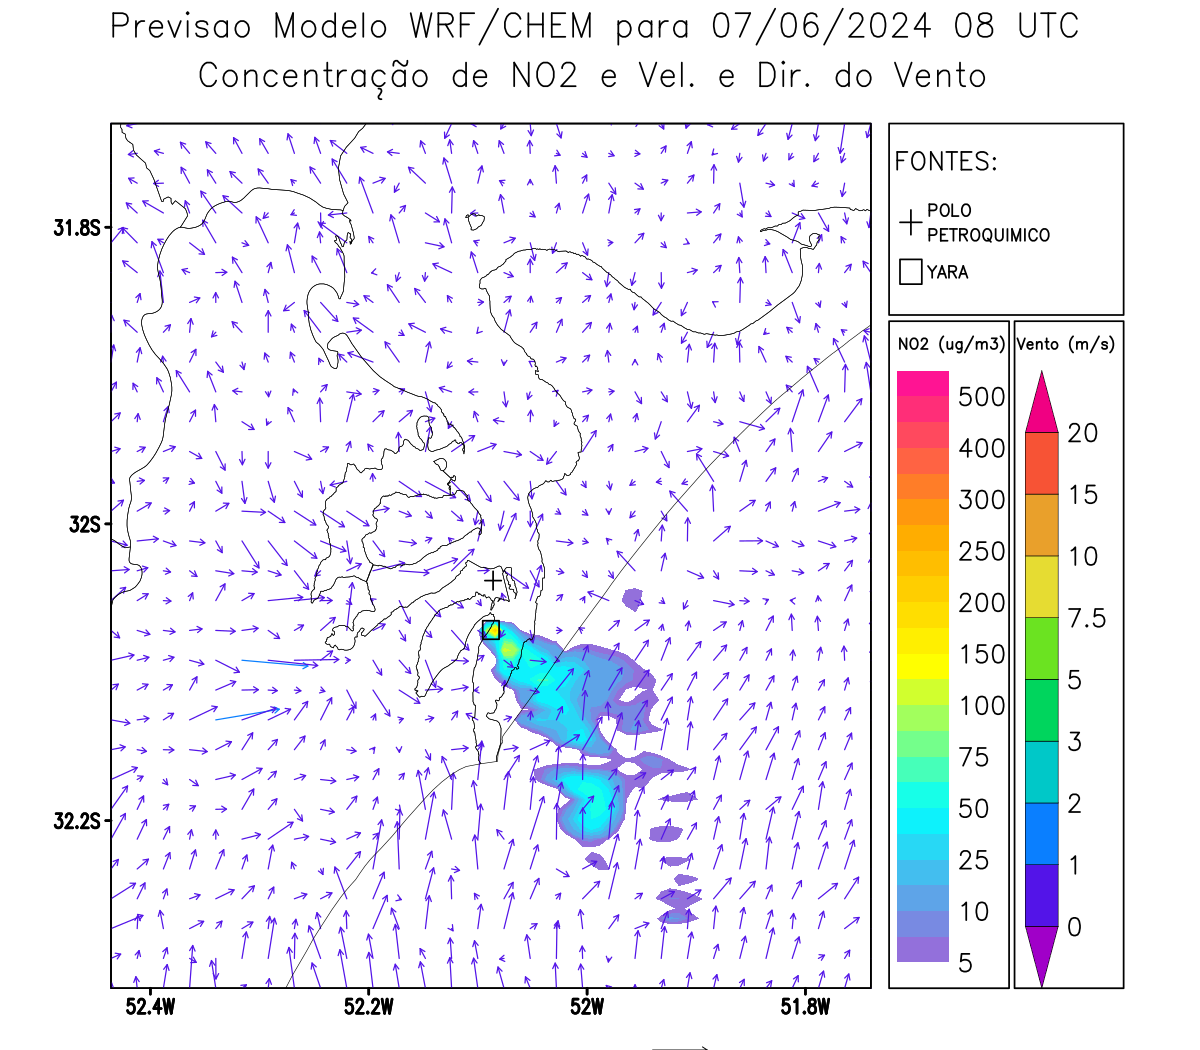 Previsao Modelo WRF/CHEM para 07/06/2024 08 UTC
Concentração de NO2 e Vel. e Dir. do Vento
FONTES:
POLO
PETROQUIMICO
YARA
NO2 (ug/m3)
500
400
300
250
200
150
100
75
50
25
10
5
Vento (m/s)
20
15
10
7.5
5
3
2
1
0
31.8S
32S
32.2S
52.4W
52.2W
52W
51.8W